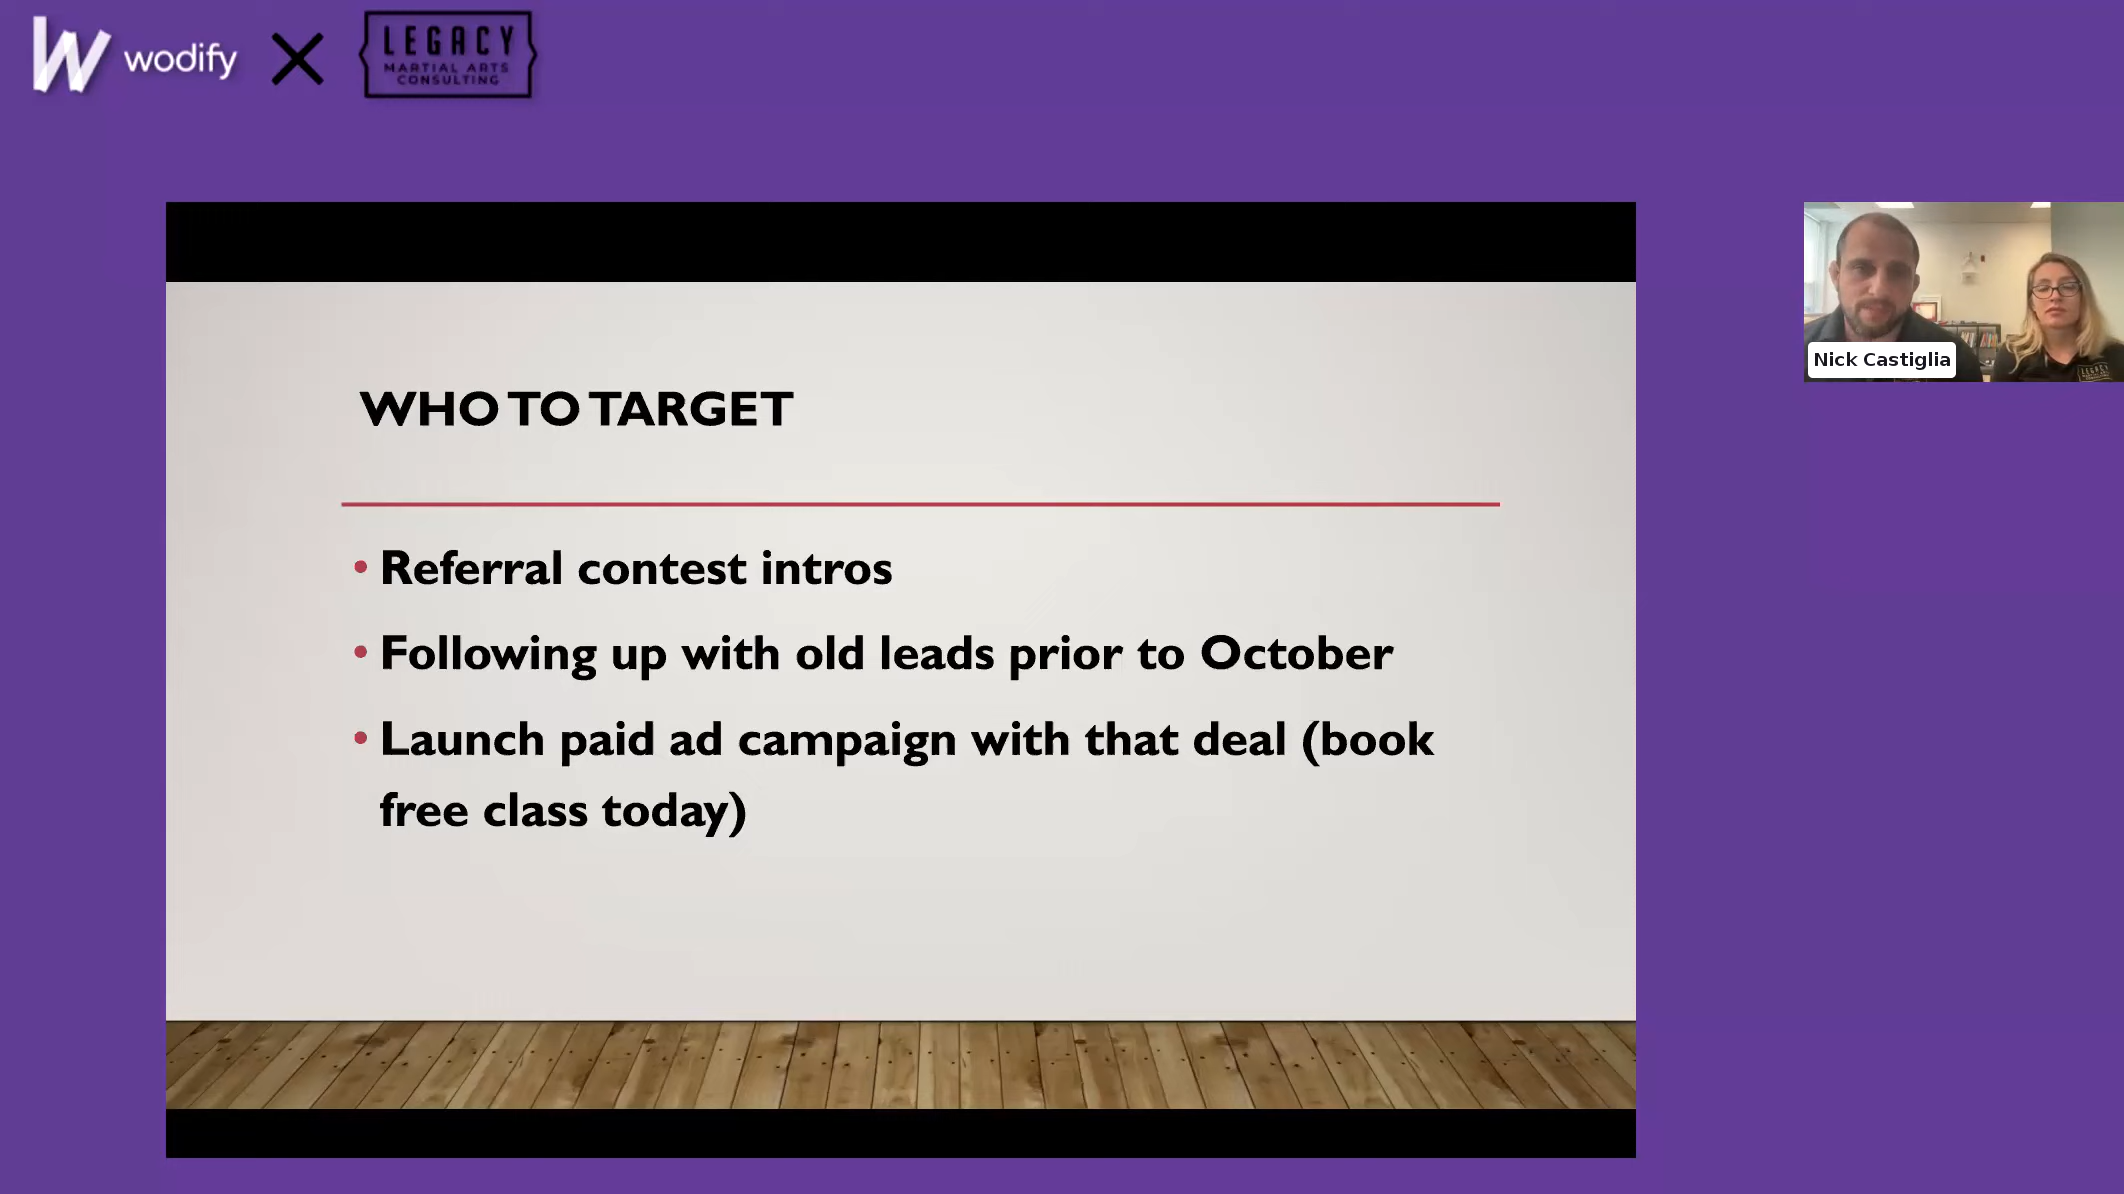 wodify
LEGACY
MARTIAL ARTS
CONSULTING
WHO TO TARGET
• Referral contest intros
• Following up with old leads prior to October
• Launch paid ad campaign with that deal (book
free class today)
Nick Castiglia
LEGACY